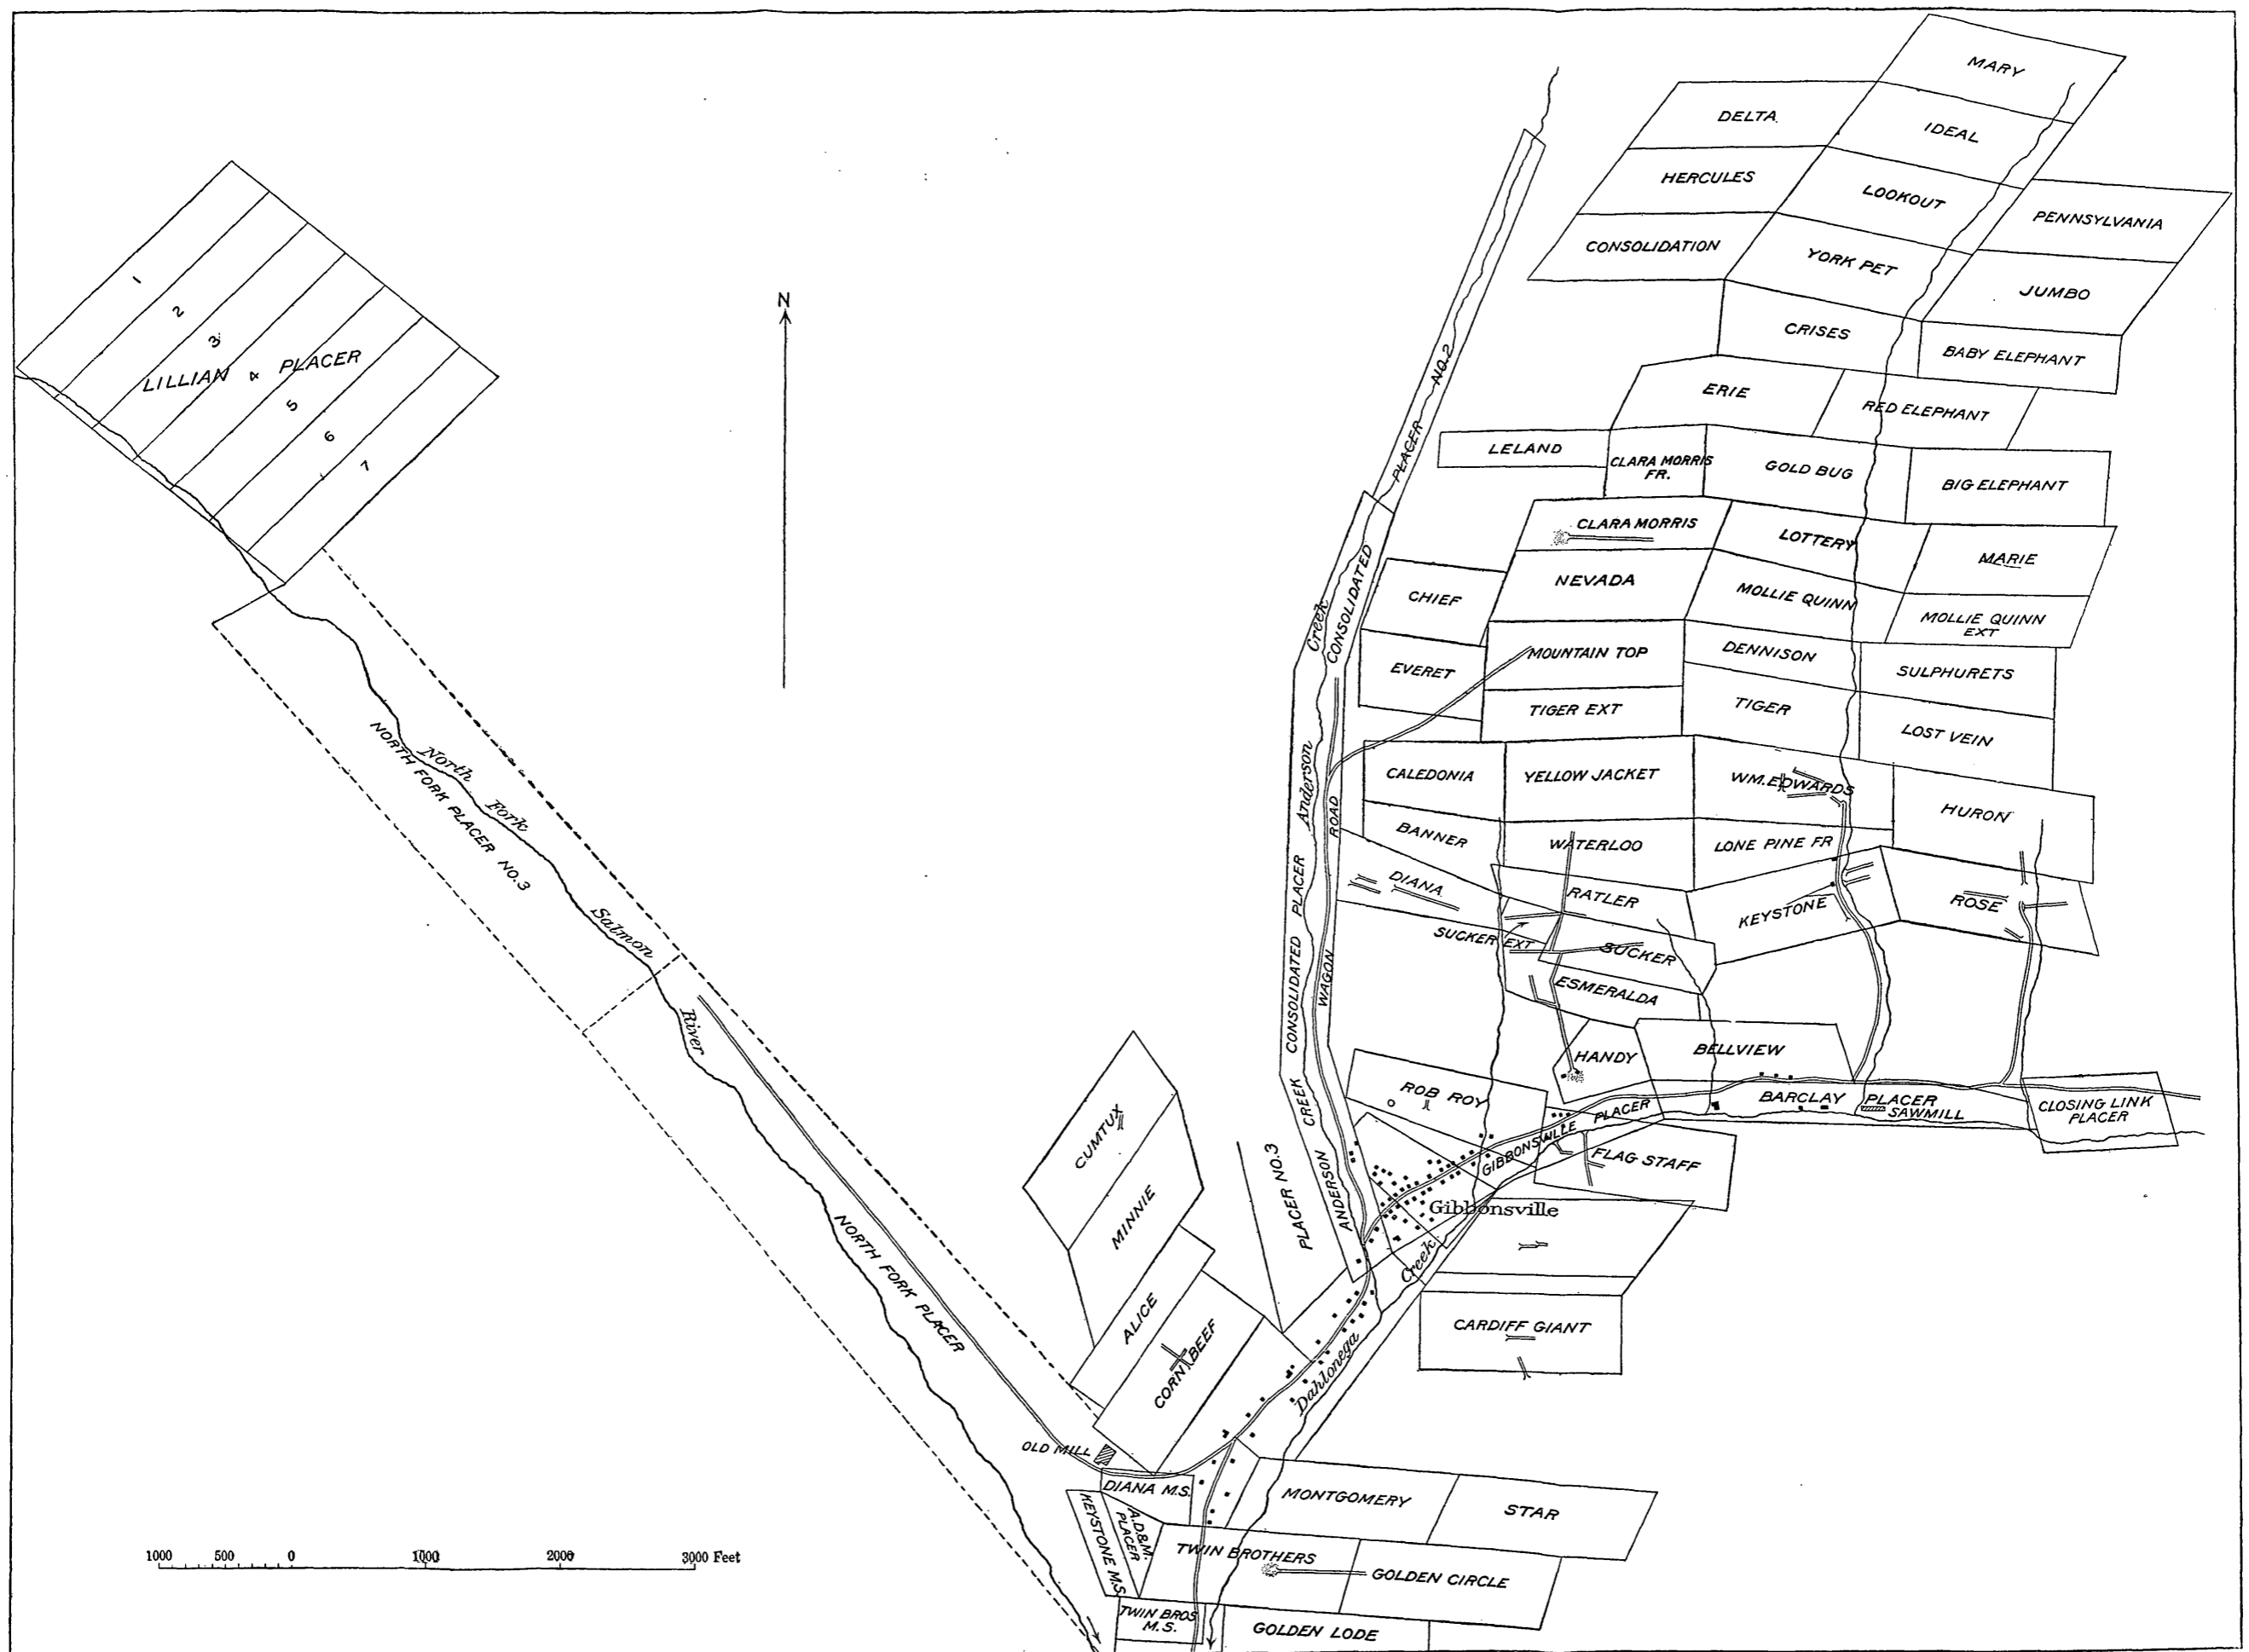 MARY
DELTA
IDEAL
HERCULES
LOOKOUT
PENNSYLVANIA
CONSOLIDATION
YORK PET
JUMBO
CRISES
BABY ELEPHANT
ERIE
RED ELEPHANT
LELAND
CLARA MORRIS
FR.
GOLD BUG
BIG ELEPHANT
CLARA MORRIS
LOTTERY
MARIE
CHIEF
NEVADA
MOLLIE QUINN
MOLLIE QUINN
EXT
EVERET
MOUNTAIN TOP
DENNISON
SULPHURETS
TIGER EXT
TIGER
LOST VEIN
CALEDONIA
YELLOW JACKET
WM. EDWARDS
HURON
BANNER
WATERLOO
LONE PINE FR
DIANA
RATLER
KEYSTONE
ROSE
SUCKER EXT
SUCKER
ESMERALDA
HANDY
BELLVIEW
ROB ROY
GIBBONSVILLE PLACER
BARCLAY PLACER
SAWMILL
CLOSING LINK
PLACER
FLAG STAFF
Gibbonsville
CARDIFF GIANT
N
1
2
3
4
5
6
7
LILLIAN PLACER
CONSOLIDATED PLACER NO.2
Anderson Creek
ANDERSON CREEK CONSOLIDATED PLACER
WAGON ROAD
PLACER NO.3
NORTH FORK PLACER NO.3
North Fork Salmon River
NORTH FORK PLACER
CUMTUX
MINNIE
ALICE
CORN BEEF
Dahlonega Creek
OLD MILL
DIANA M.S.
KEYSTONE M.S.
A.D.&M.
PLACER
MONTGOMERY
STAR
TWIN BROTHERS
GOLDEN CIRCLE
TWIN BROS
M.S.
GOLDEN LODE
1000 500 0 1000 2000 3000 Feet